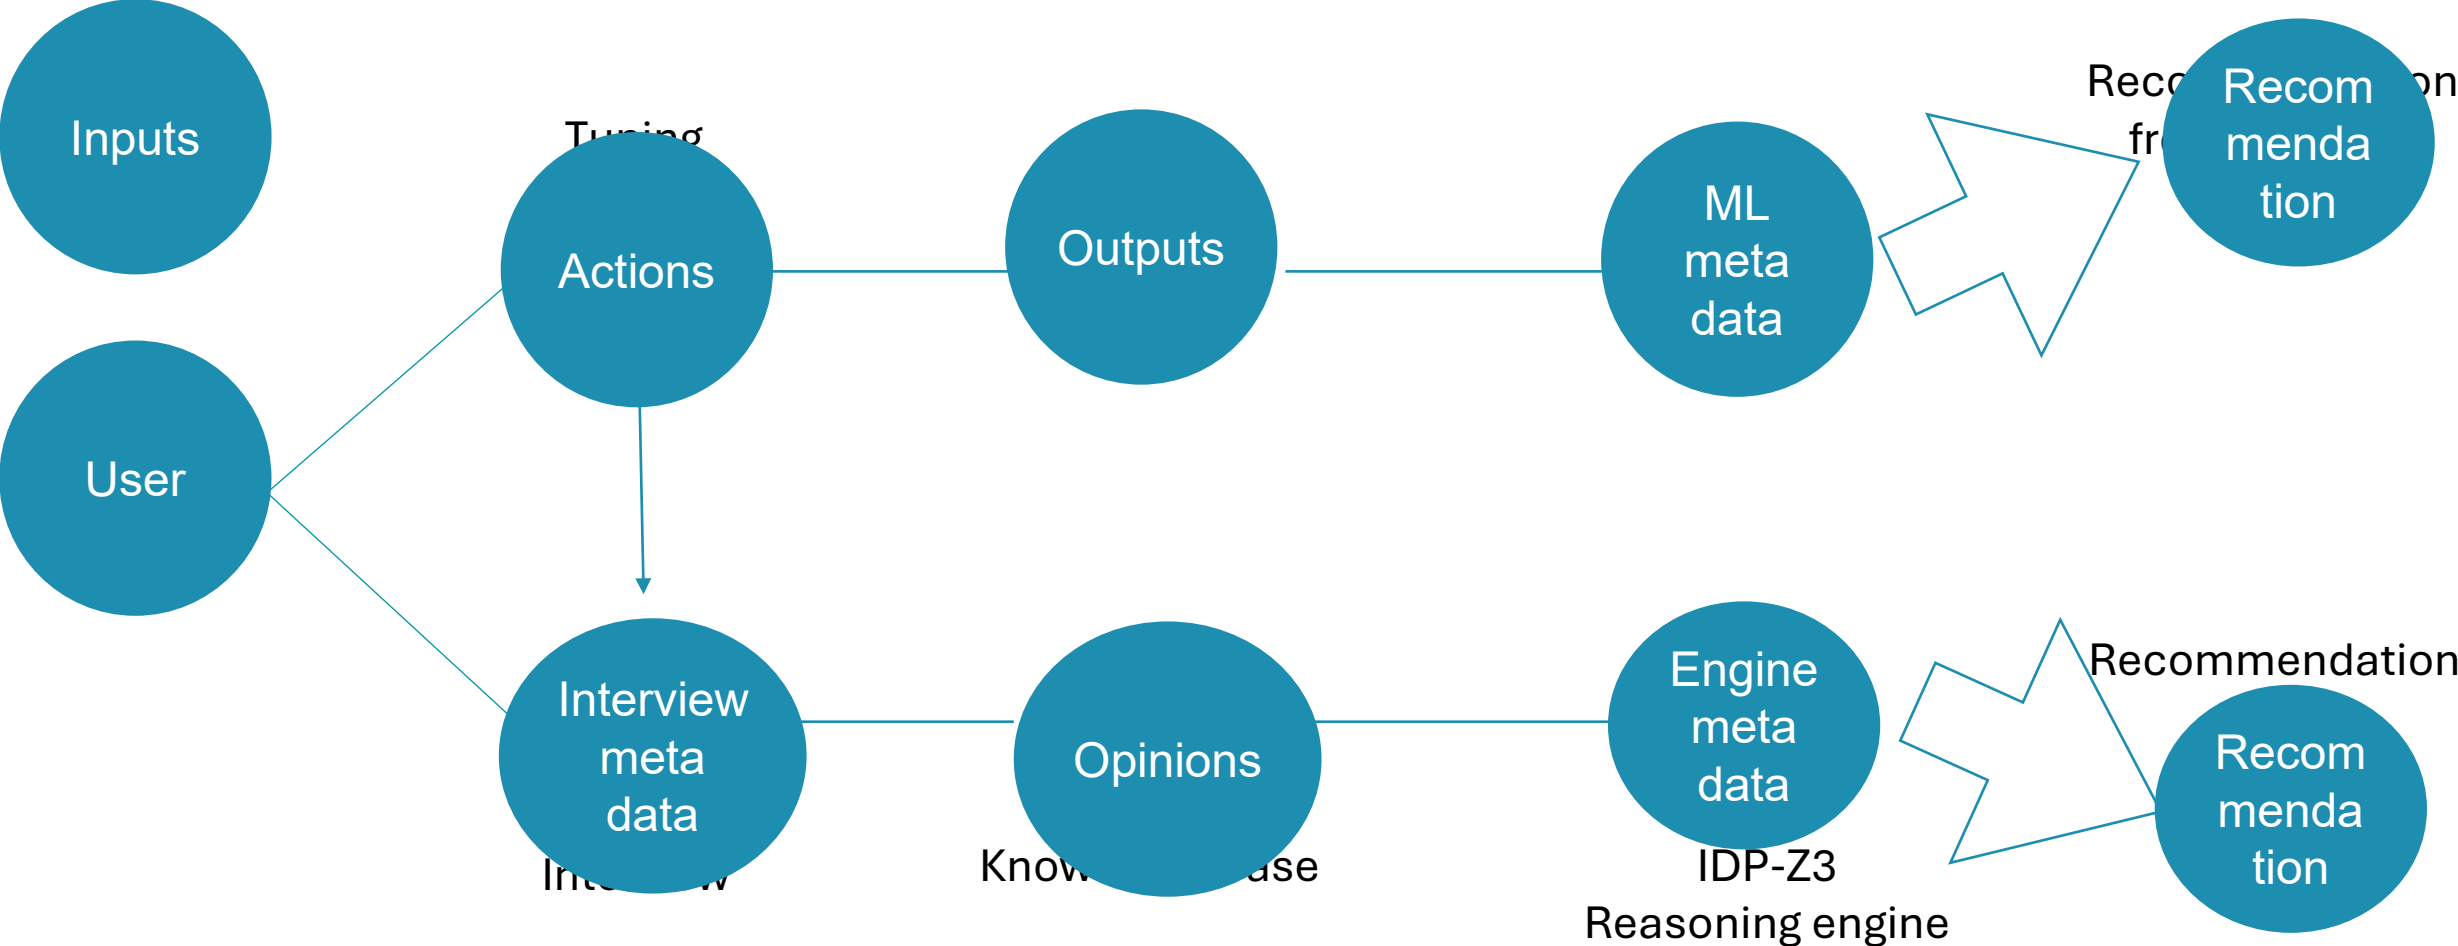 Inputs
User
Tuning
Actions
Outputs
ML
meta
data
Recom
menda
tion
Interview
meta
data
Opinions
Engine
meta
data
IDP-Z3
Reasoning engine
Recommendation
Recom
menda
tion